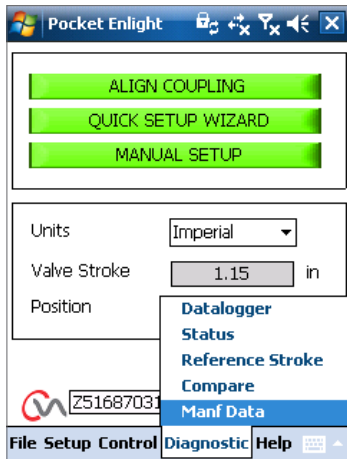 Pocket Enlight
ALIGN COUPLING
QUICK SETUP WIZARD
MANUAL SETUP
Units Imperial
Valve Stroke 1.15 in
Position
Datalogger
Status
Reference Stroke
Compare
Manf Data
Z51687031
File Setup Control Diagnostic Help